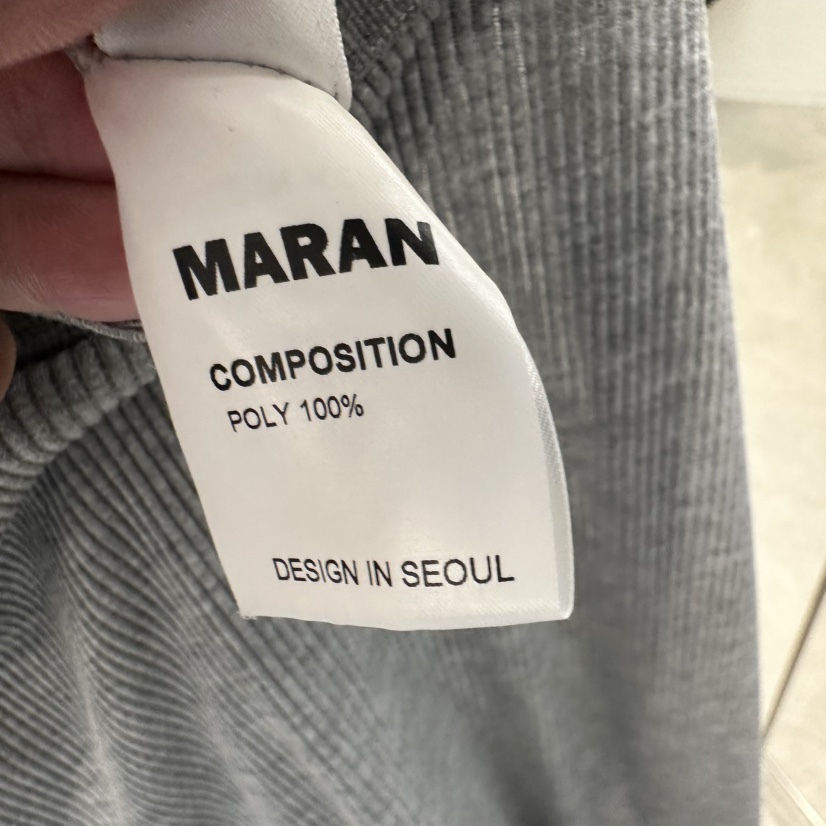 MARAN
COMPOSITION
POLY 100%
DESIGN IN SEOUL